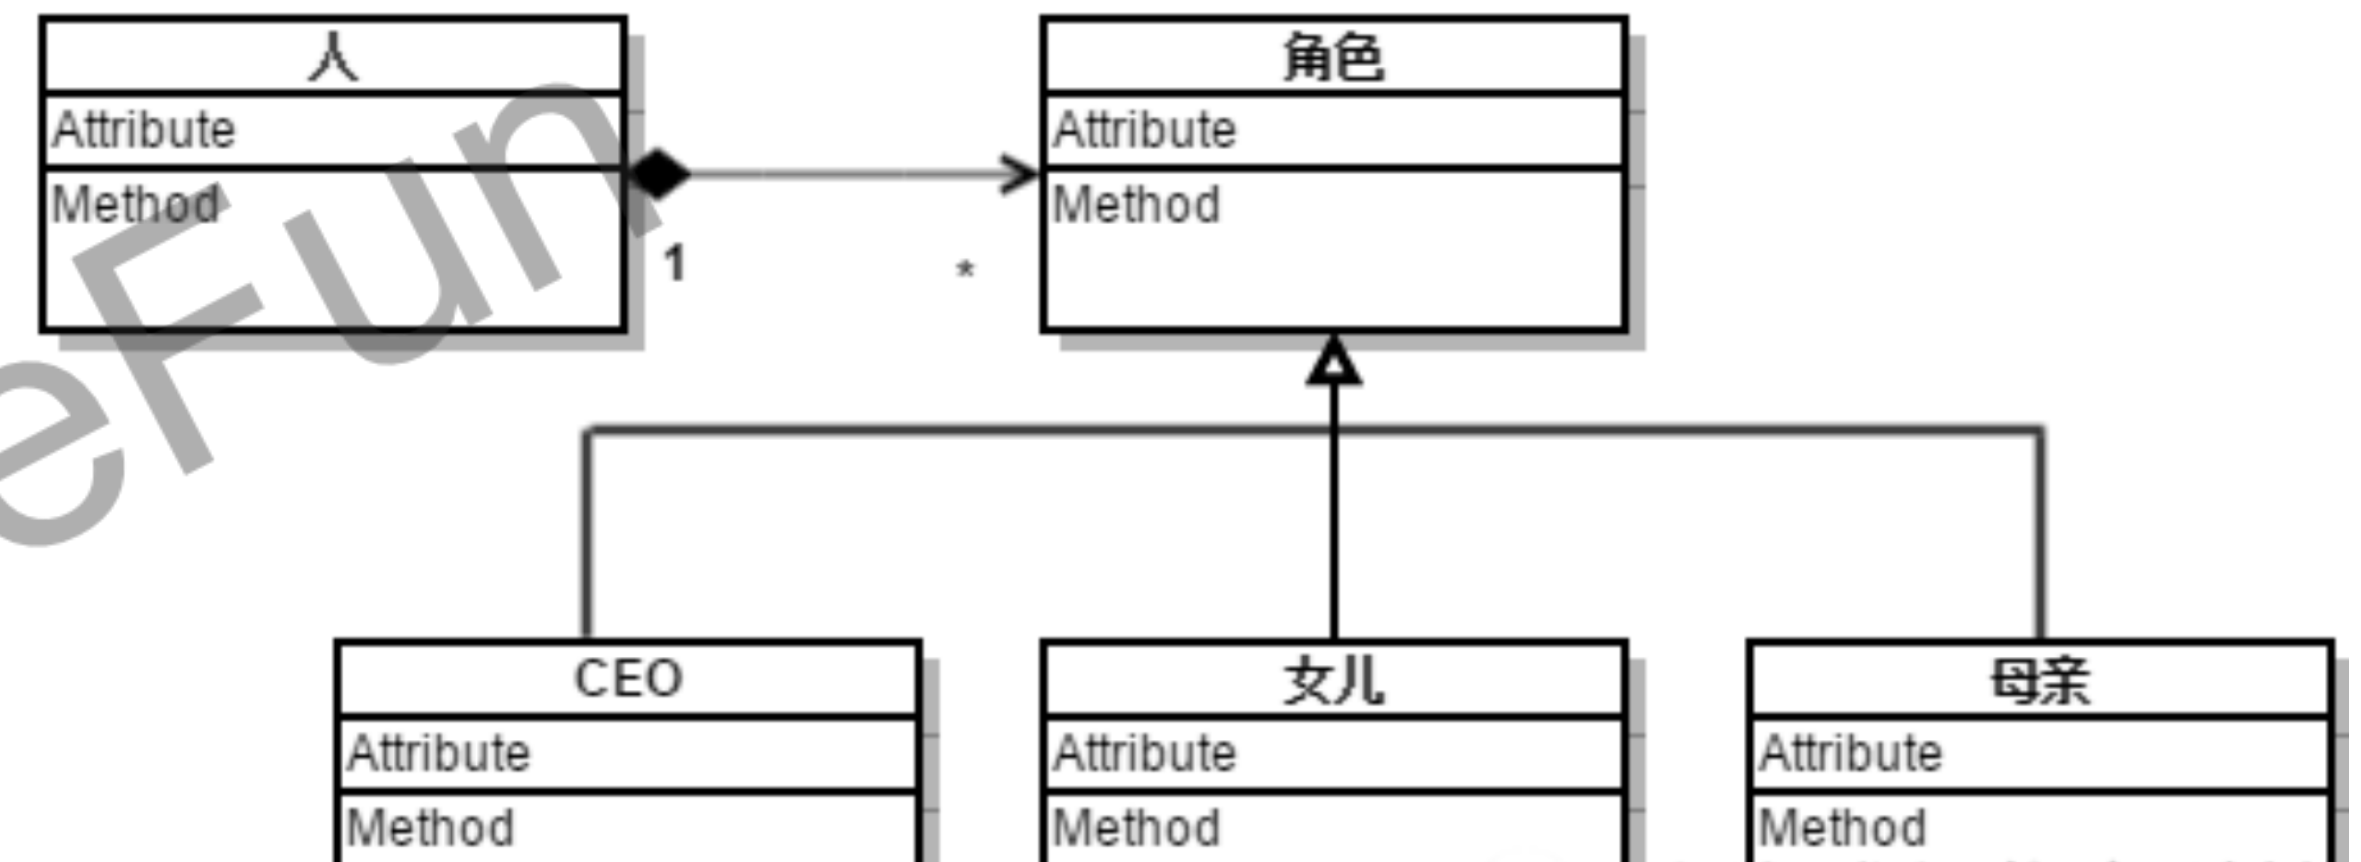 人
Attribute
Method
角色
Attribute
Method
1
*
CEO
Attribute
Method
女儿
Attribute
Method
母亲
Attribute
Method
eFun